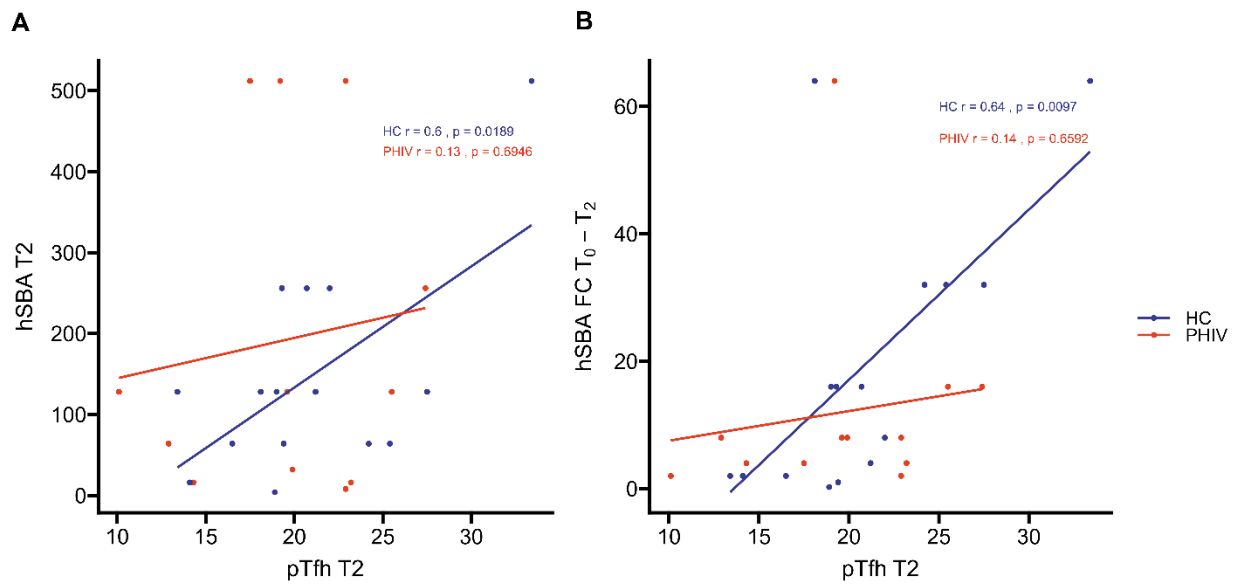 A
hSBA T2
500
400
300
200
100
0
HC r = 0.6 , p = 0.0189
PHIV r = 0.13 , p = 0.6946
10 15 20 25 30
pTfh T2
B
hSBA FC T₀ − T₂
60
40
20
0
HC r = 0.64 , p = 0.0097
PHIV r = 0.14 , p = 0.6592
10 15 20 25 30
pTfh T2
HC
PHIV